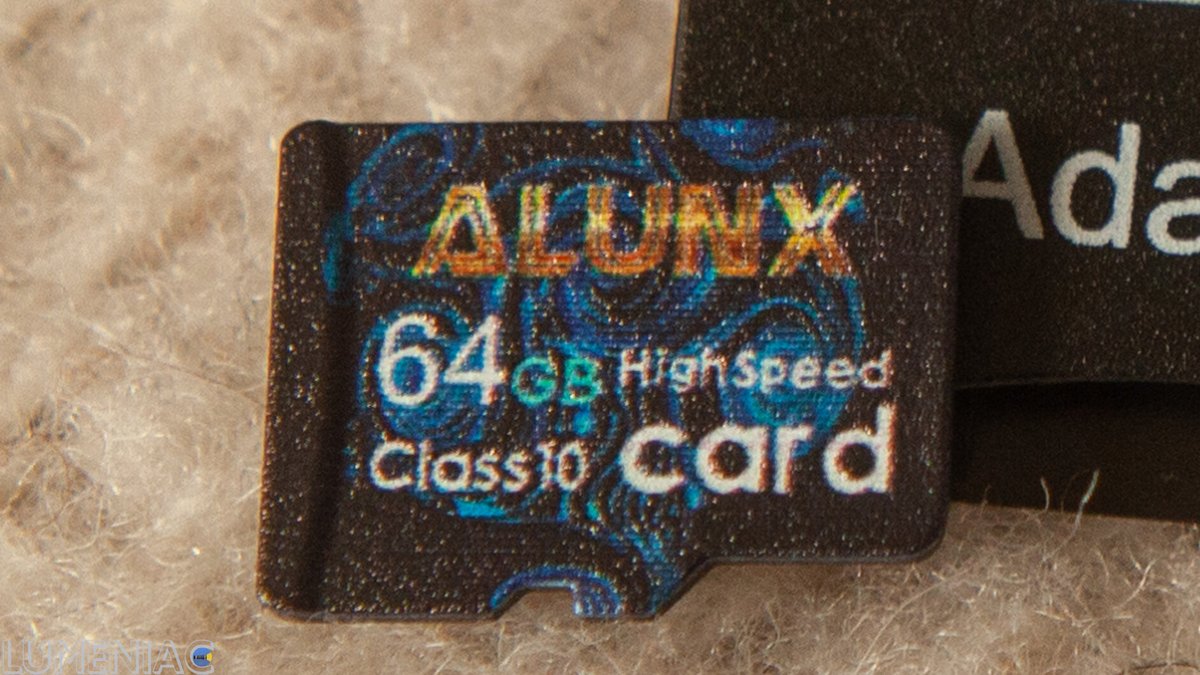 ALUNX
64GB HighSpeed
Class10 card
Ada
LUMENIAC